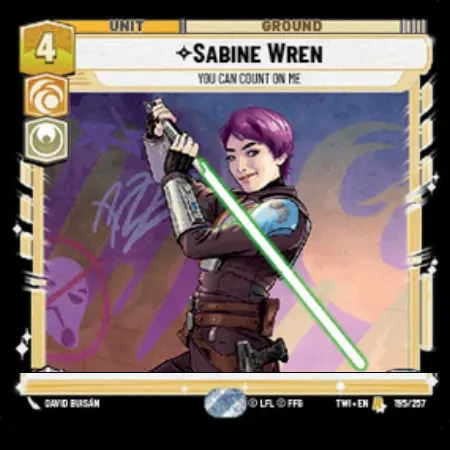 UNIT GROUND
4
SABINE WREN
YOU CAN COUNT ON ME
DAVID BUISÁN
© LFL © FFG
TWI • EN
195/257